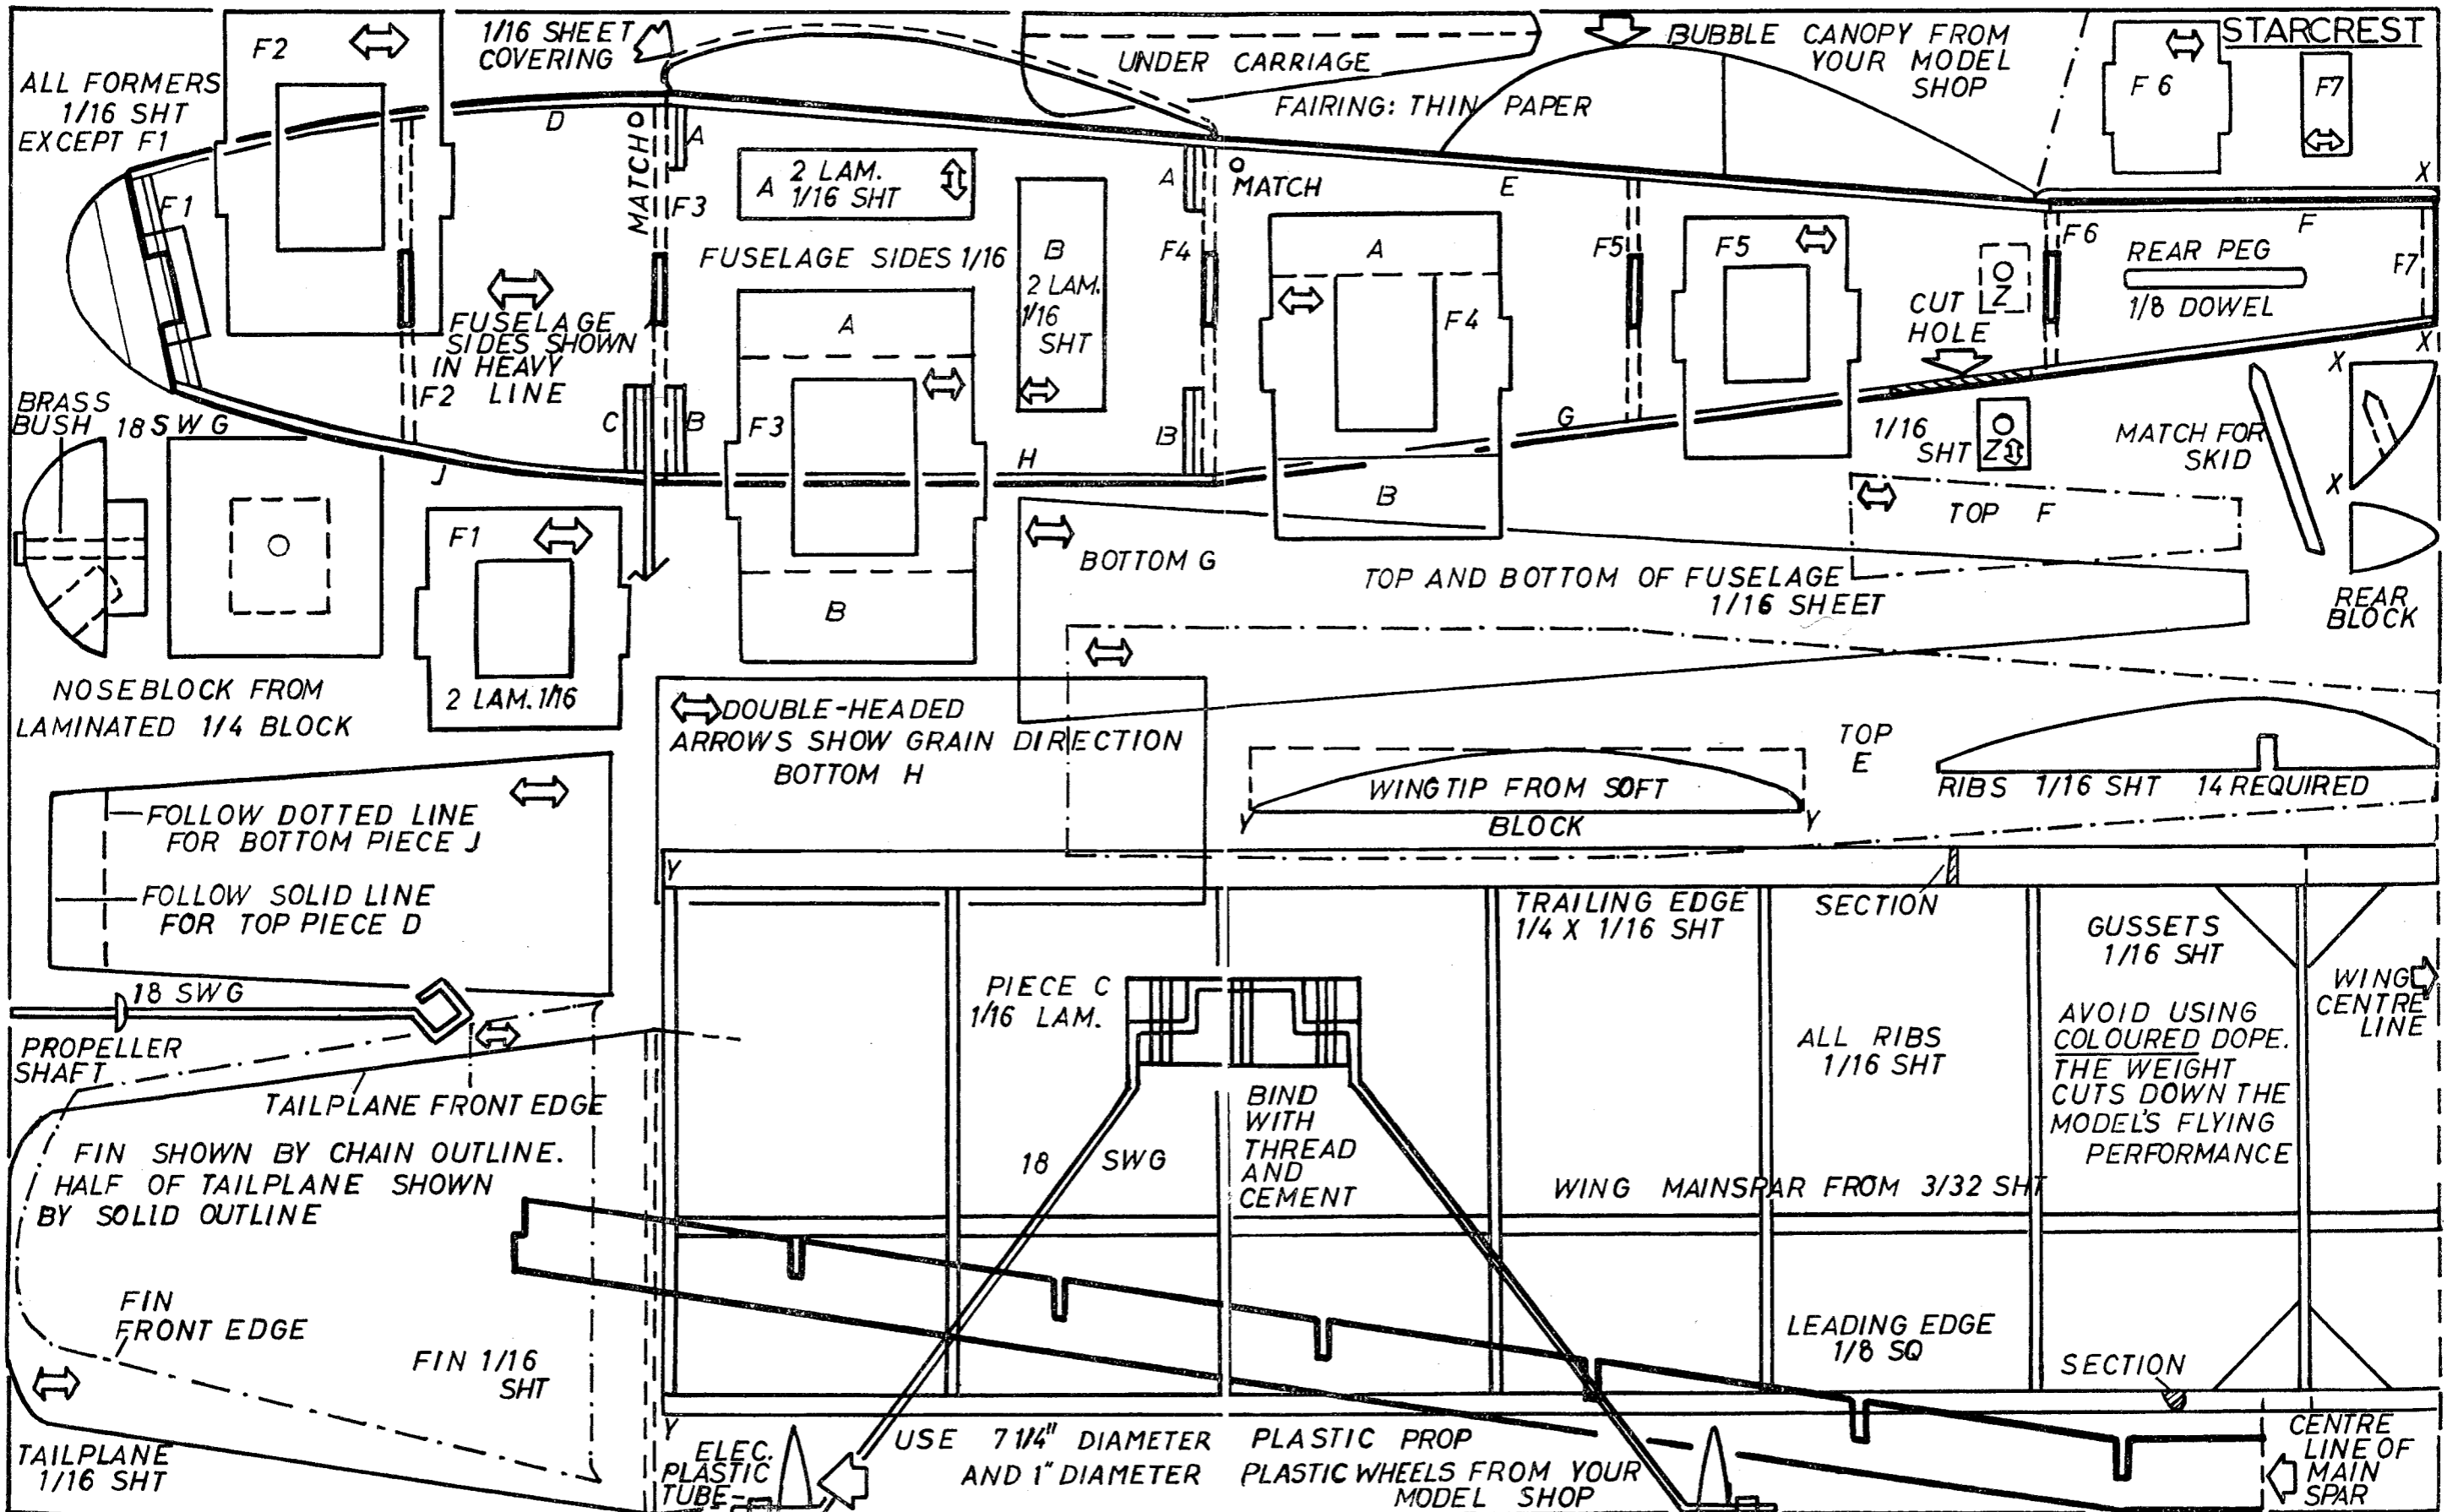 STARCREST
F2
1/16 SHEET
COVERING
UNDER CARRIAGE
FAIRING: THIN PAPER
BUBBLE CANOPY FROM
YOUR MODEL
SHOP
F 6
F7
ALL FORMERS
1/16 SHT
EXCEPT F1
D
MATCH
A
F3
A 2 LAM.
1/16 SHT
A
MATCH
E
X
F1
FUSELAGE SIDES 1/16
B
2 LAM.
1/16
SHT
F4
A
F4
B
F5
F5
Z
CUT
HOLE
F6
F
REAR PEG
1/8 DOWEL
F7
X
FUSELAGE
SIDES SHOWN
IN HEAVY
LINE
F2
A
F3
B
C
B
B
H
G
J
BRASS
BUSH
18 SWG
1/16
SHT
Z
MATCH FOR
SKID
X
X
REAR
BLOCK
F1
2 LAM. 1/16
BOTTOM G
TOP F
TOP AND BOTTOM OF FUSELAGE
1/16 SHEET
NOSEBLOCK FROM
LAMINATED 1/4 BLOCK
DOUBLE-HEADED
ARROWS SHOW GRAIN DIRECTION
BOTTOM H
TOP
E
WINGTIP FROM SOFT
BLOCK
Y
Y
RIBS 1/16 SHT 14 REQUIRED
FOLLOW DOTTED LINE
FOR BOTTOM PIECE J
FOLLOW SOLID LINE
FOR TOP PIECE D
Y
TRAILING EDGE
1/4 X 1/16 SHT
SECTION
GUSSETS
1/16 SHT
WING
CENTRE
LINE
18 SWG
PROPELLER
SHAFT
PIECE C
1/16 LAM.
ALL RIBS
1/16 SHT
AVOID USING
COLOURED DOPE.
THE WEIGHT
CUTS DOWN THE
MODEL'S FLYING
PERFORMANCE
TAILPLANE FRONT EDGE
FIN SHOWN BY CHAIN OUTLINE.
HALF OF TAILPLANE SHOWN
BY SOLID OUTLINE
18 SWG
BIND
WITH
THREAD
AND
CEMENT
WING MAINSPAR FROM 3/32 SHT
FIN
FRONT EDGE
FIN 1/16
SHT
LEADING EDGE
1/8 SQ
SECTION
TAILPLANE
1/16 SHT
Y
ELEC.
PLASTIC
TUBE
USE 7 1/4" DIAMETER PLASTIC PROP
AND 1" DIAMETER PLASTIC WHEELS FROM YOUR
MODEL SHOP
CENTRE
LINE OF
MAIN
SPAR